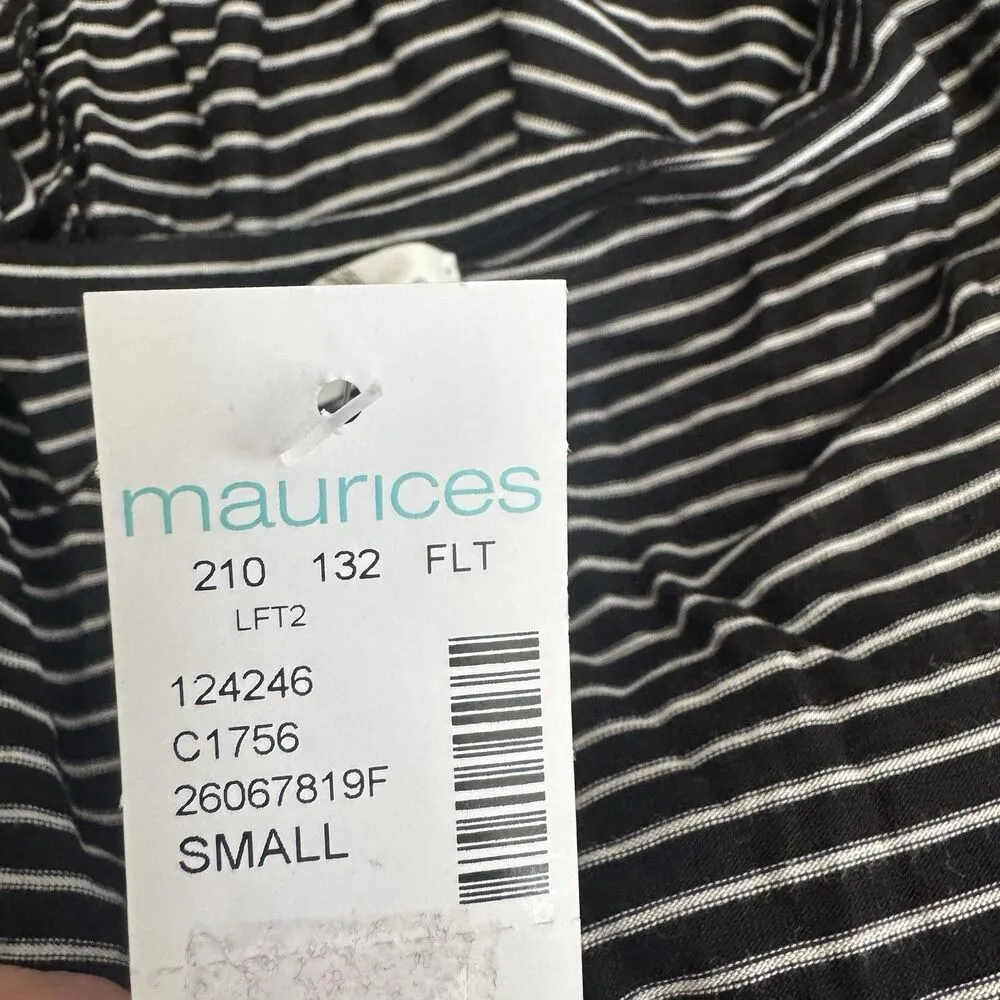 maurices
210 132 FLT
LFT2
124246
C1756
26067819F
SMALL